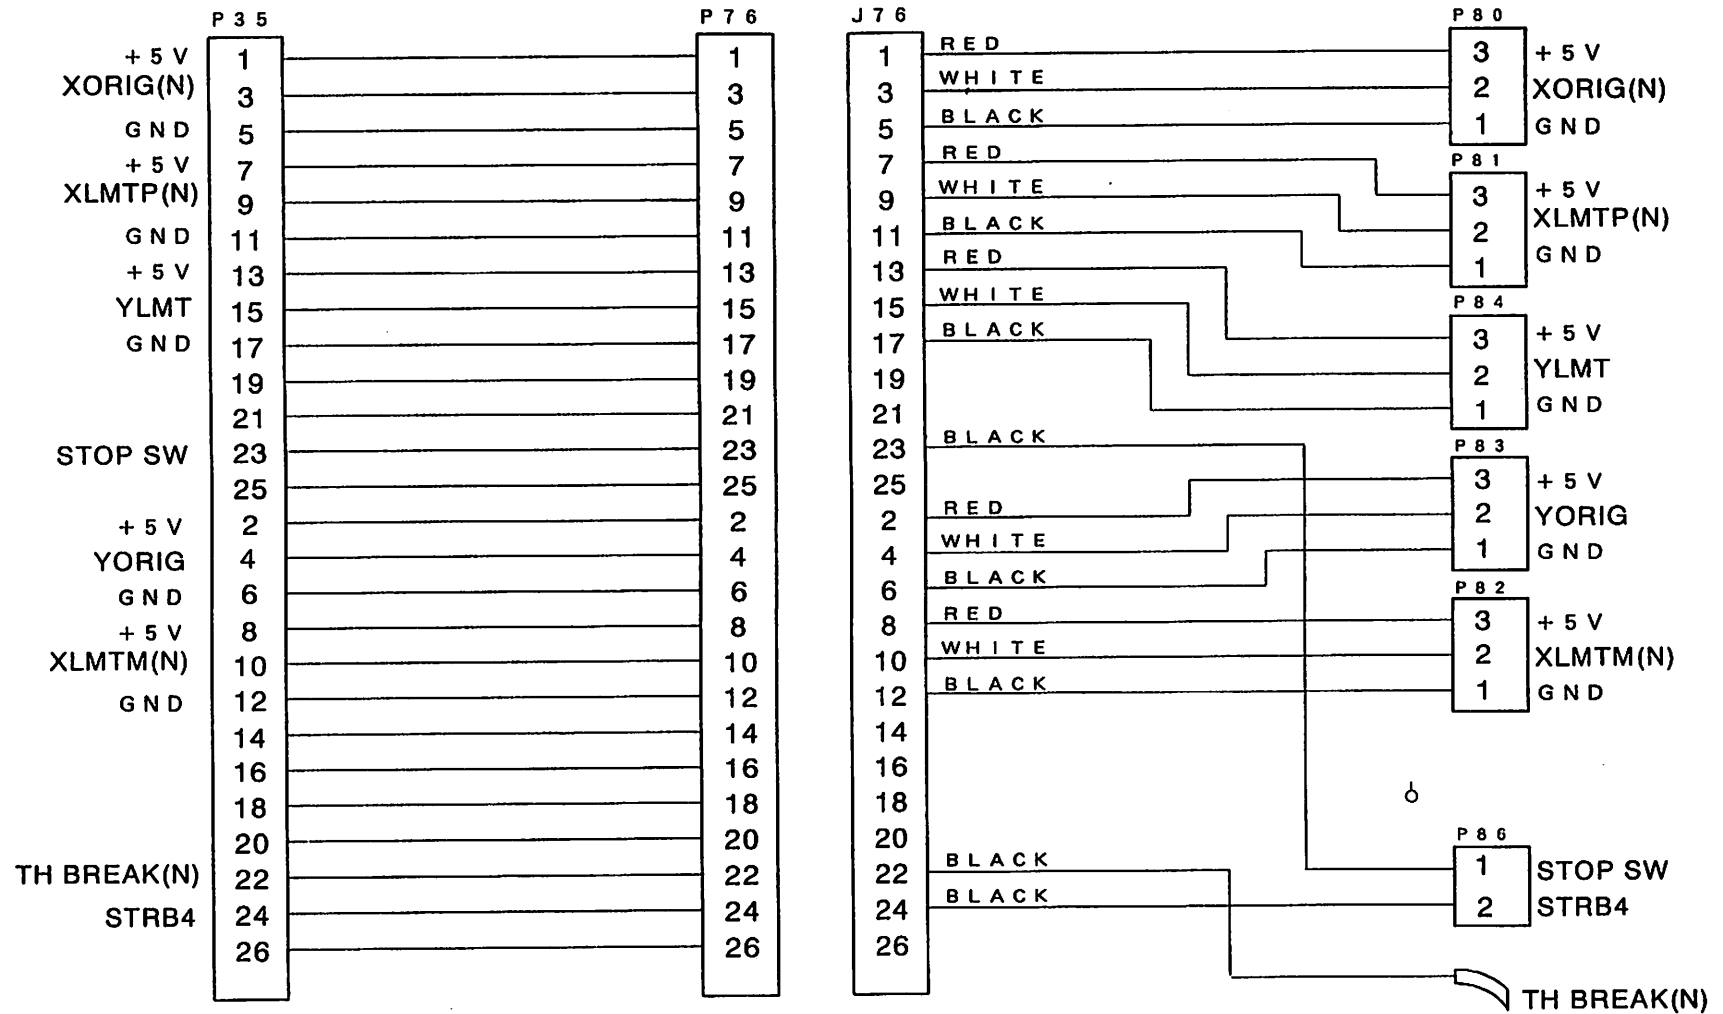 P35 P76 J76 P80
+5V 1 1 1 RED 3 +5V
XORIG(N) 3 3 3 WHITE 2 XORIG(N)
GND 5 5 5 BLACK 1 GND
P81
+5V 7 7 7 RED 3 +5V
XLMTP(N) 9 9 9 WHITE 2 XLMTP(N)
GND 11 11 11 BLACK 1 GND
P84
+5V 13 13 13 RED 3 +5V
YLMT 15 15 15 WHITE 2 YLMT
GND 17 17 17 BLACK 1 GND
19 19 19
21 21 21
STOP SW 23 23 23 BLACK
P83
25 25 25 3 +5V
+5V 2 2 2 RED 2 YORIG
YORIG 4 4 4 WHITE 1 GND
GND 6 6 6 BLACK
P82
+5V 8 8 8 RED 3 +5V
XLMTM(N) 10 10 10 WHITE 2 XLMTM(N)
GND 12 12 12 BLACK 1 GND
14 14 14
16 16 16
18 18 18
20 20 20
P86
TH BREAK(N) 22 22 22 BLACK 1 STOP SW
STRB4 24 24 24 BLACK 2 STRB4
26 26 26
TH BREAK(N)